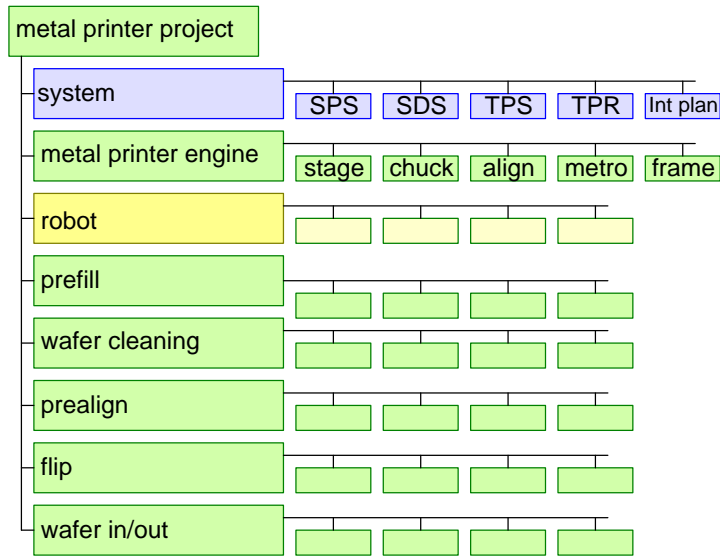 metal printer project
system
SPS SDS TPS TPR Int plan
metal printer engine
stage chuck align metro frame
robot
prefill
wafer cleaning
prealign
flip
wafer in/out